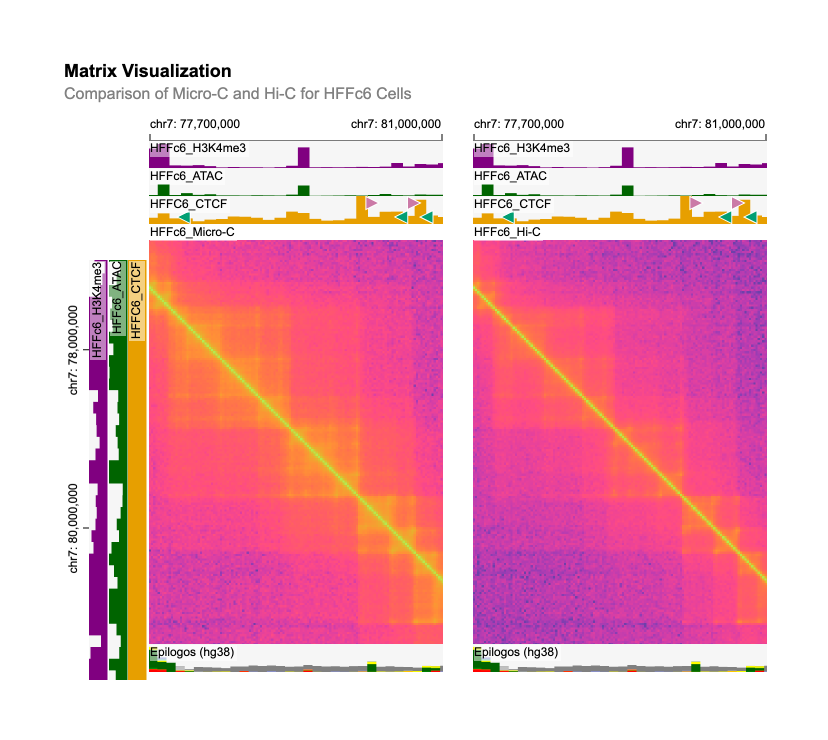 Matrix Visualization
Comparison of Micro-C and Hi-C for HFFc6 Cells
chr7: 77,700,000
chr7: 81,000,000
HFFc6_H3K4me3
HFFc6_ATAC
HFFC6_CTCF
HFFc6_Micro-C
chr7: 77,700,000
chr7: 81,000,000
HFFc6_H3K4me3
HFFc6_ATAC
HFFC6_CTCF
HFFc6_Hi-C
HFFc6_H3K4me3
HFFc6_ATAC
HFFC6_CTCF
chr7: 78,000,000
chr7: 80,000,000
Epilogos (hg38)
Epilogos (hg38)